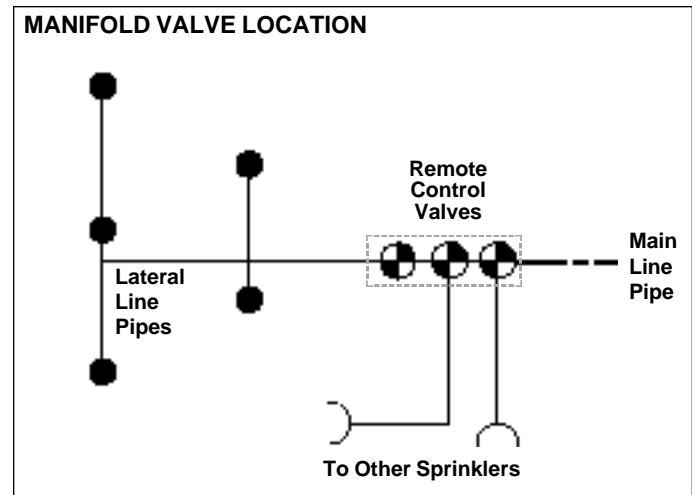 MANIFOLD VALVE LOCATION
Remote
Control
Valves
Main
Line
Pipe
Lateral
Line
Pipes
To Other Sprinklers